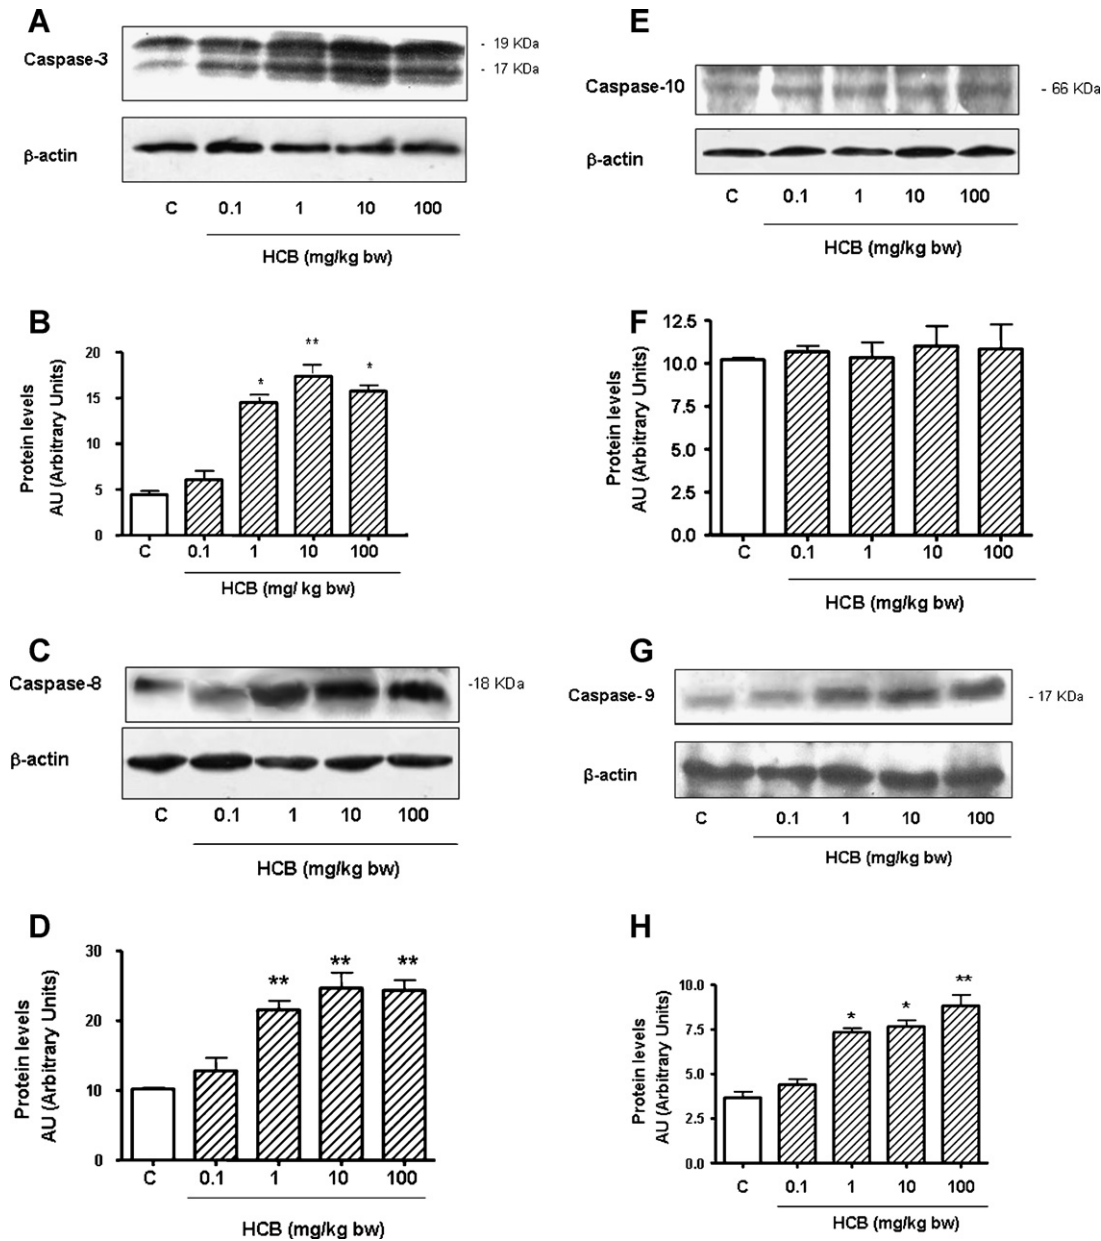 A
Caspase-3
- 19 KDa
- 17 KDa
β-actin
C 0.1 1 10 100
HCB (mg/kg bw)
B
Protein levels
AU (Arbitrary Units)
20
15
10
5
0
* ** *
C 0.1 1 10 100
HCB (mg/ kg bw)
C
Caspase-8
-18 KDa
β-actin
C 0.1 1 10 100
HCB (mg/kg bw)
D
Protein levels
AU (Arbitrary Units)
30
20
10
0
** ** **
C 0.1 1 10 100
HCB (mg/kg bw)
E
Caspase-10
- 66 KDa
β-actin
C 0.1 1 10 100
HCB (mg/kg bw)
F
Protein levels
AU (Arbitrary Units)
12.5
10.0
7.5
5.0
2.5
0.0
C 0.1 1 10 100
HCB (mg/kg bw)
G
Caspase- 9
- 17 KDa
β-actin
C 0.1 1 10 100
HCB (mg/kg bw)
H
Protein levels
AU (Arbitrary Units)
10.0
7.5
5.0
2.5
0.0
* * **
C 0.1 1 10 100
HCB (mg/kg bw)